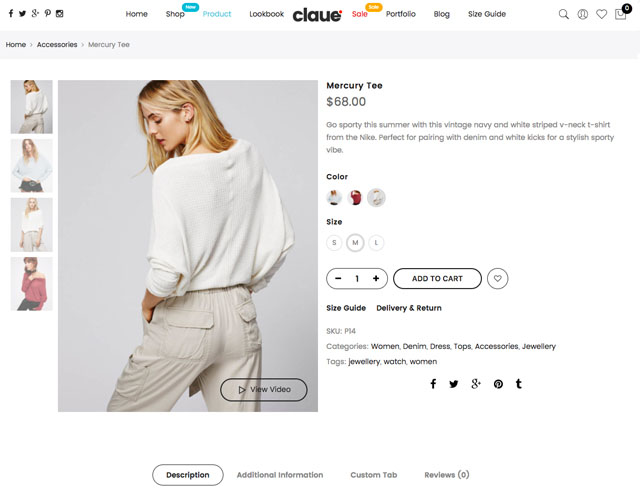 New
Sale
0
Home
Shop
Product
Lookbook
claue
Sale
Portfolio
Blog
Size Guide
Home > Accessories > Mercury Tee
Mercury Tee
$68.00
Go sporty this summer with this vintage navy and white striped v-neck t-shirt
from the Nike. Perfect for pairing with denim and white kicks for a stylish sporty
vibe.
Color
Size
S M L
- 1 + ADD TO CART
Size Guide Delivery & Return
SKU: P14
Categories: Women, Denim, Dress, Tops, Accessories, Jewellery
Tags: jewellery, watch, women
View Video
Description Additional Information Custom Tab Reviews (0)